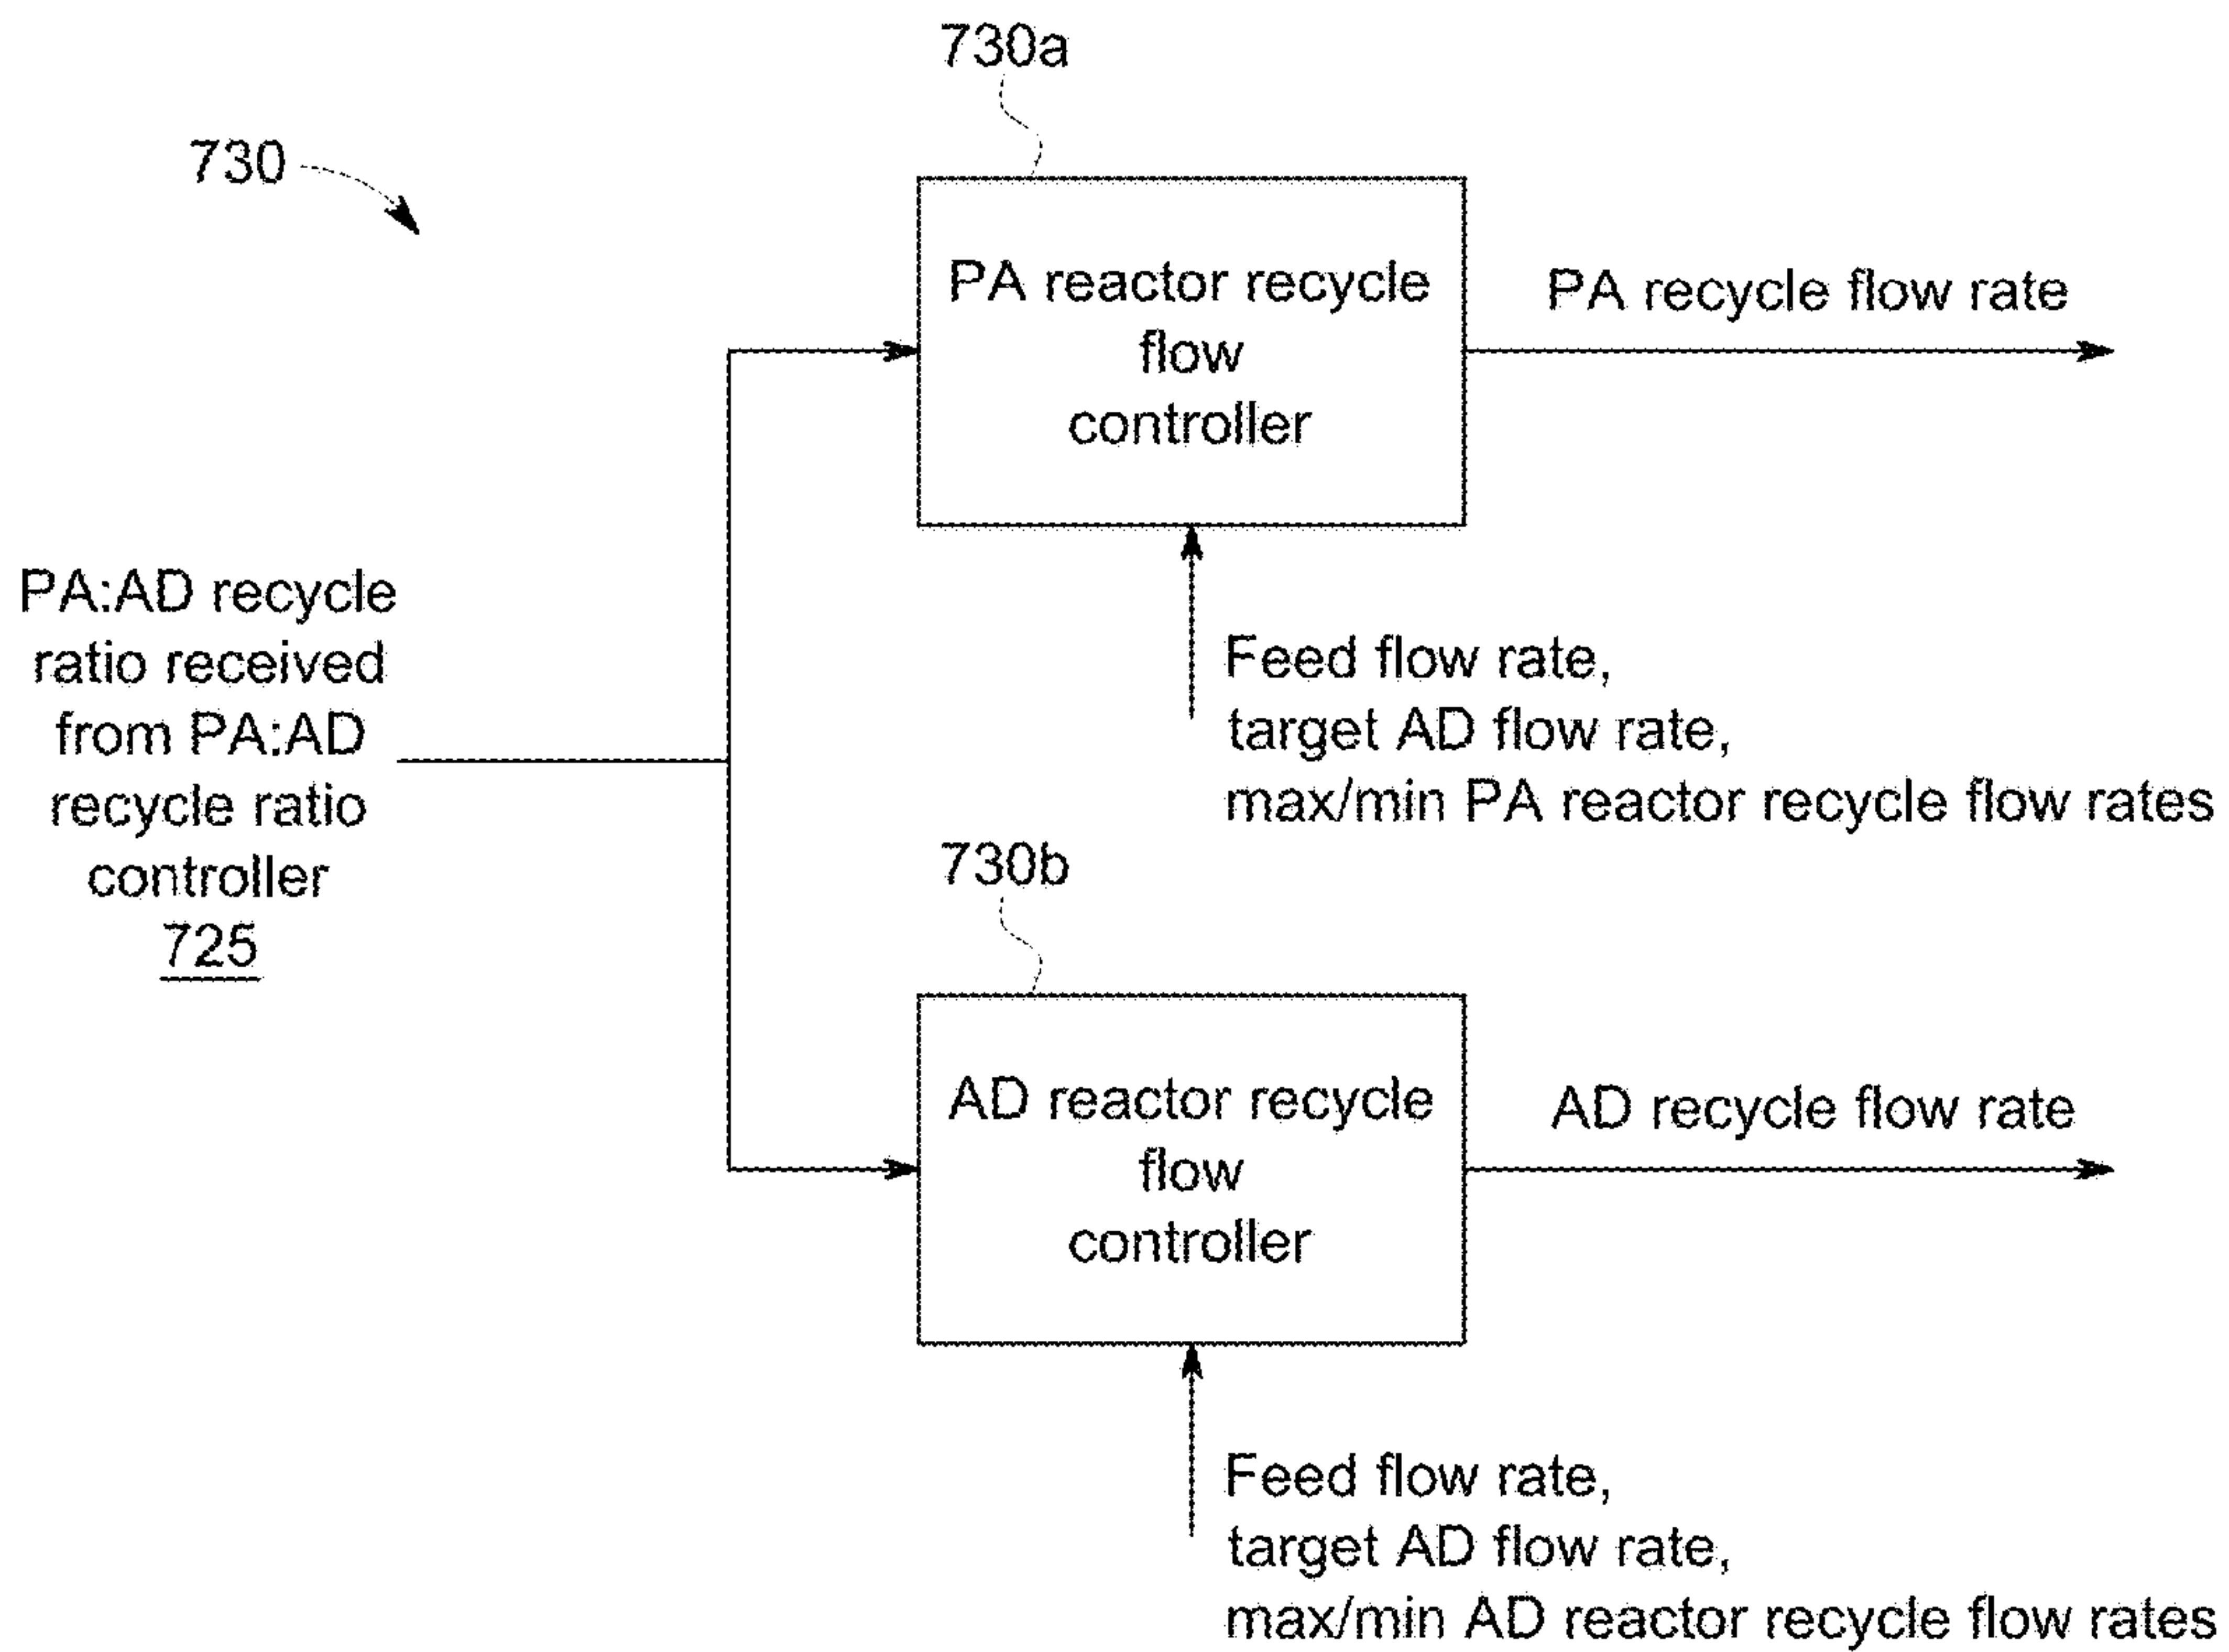 730a
730
PA reactor recycle
flow
controller
PA recycle flow rate
PA:AD recycle
ratio received
from PA:AD
recycle ratio
controller
725
Feed flow rate,
target AD flow rate,
max/min PA reactor recycle flow rates
730b
AD reactor recycle
flow
controller
AD recycle flow rate
Feed flow rate,
target AD flow rate,
max/min AD reactor recycle flow rates